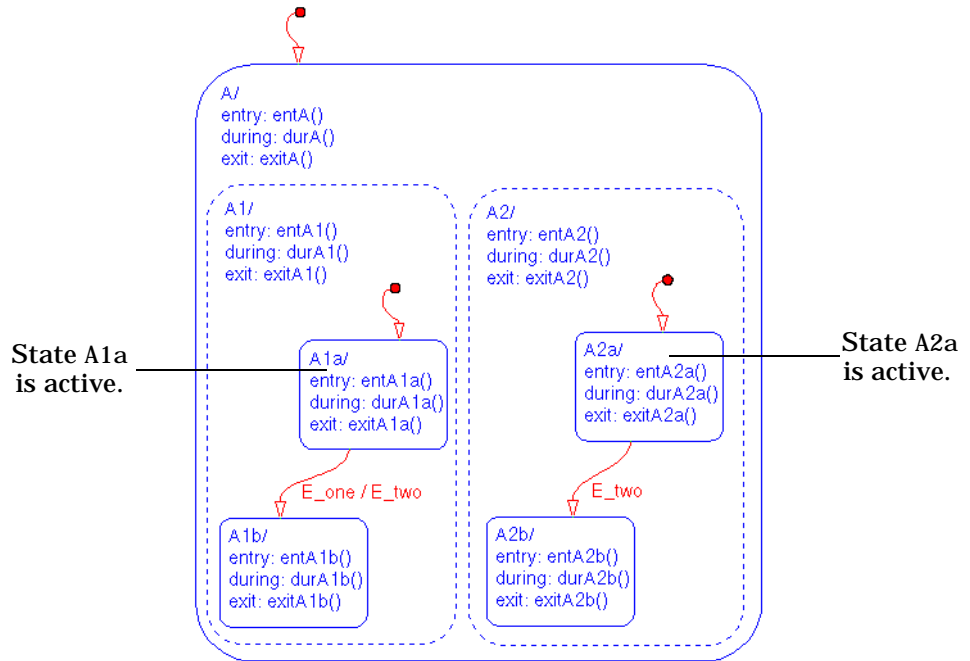 A/
entry: entA()
during: durA()
exit: exitA()
A1/
entry: entA1()
during: durA1()
exit: exitA1()
A2/
entry: entA2()
during: durA2()
exit: exitA2()
State A1a
is active.
A1a/
entry: entA1a()
during: durA1a()
exit: exitA1a()
A2a/
entry: entA2a()
during: durA2a()
exit: exitA2a()
State A2a
is active.
E_one / E_two
E_two
A1b/
entry: entA1b()
during: durA1b()
exit: exitA1b()
A2b/
entry: entA2b()
during: durA2b()
exit: exitA2b()